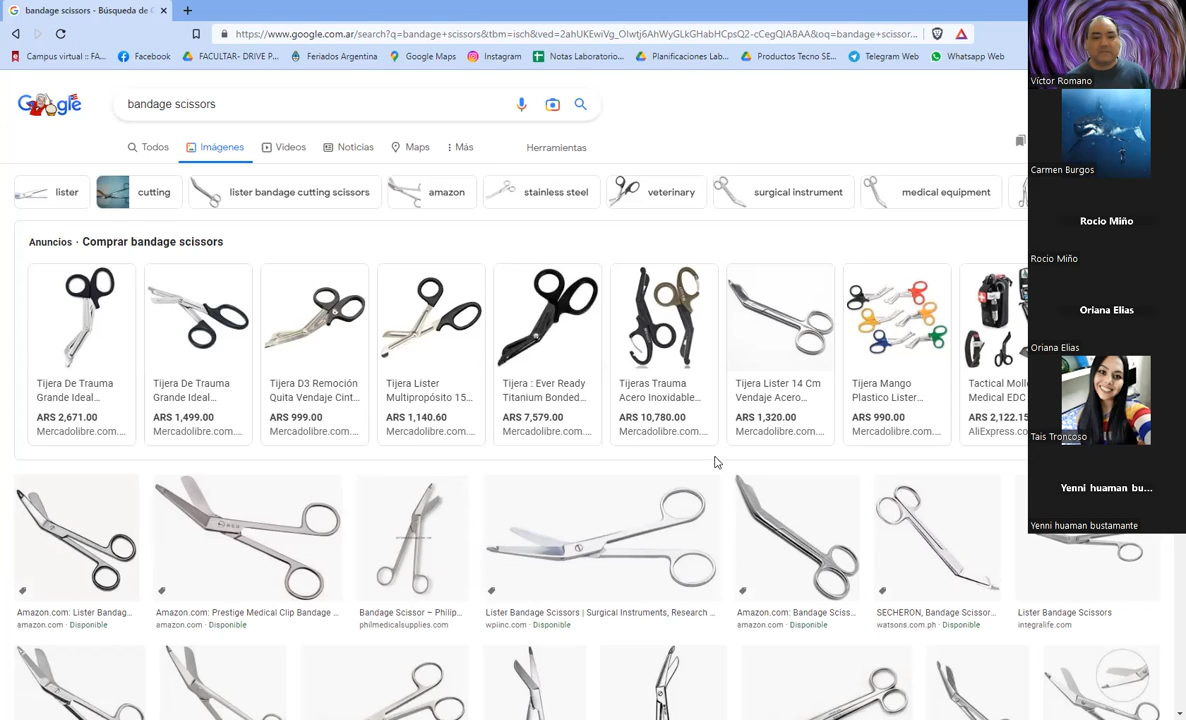 bandage scissors - Búsqueda de G
https://www.google.com.ar/search?q=bandage+scissors&tbm=isch&ved=2ahUKEwiVg_OIwtj6AhWyGLkGHabHCpsQ2-cCegQIABAA&oq=bandage+scissor...
Campus virtual :: FA...
Facebook
FACULTAR- DRIVE P...
Feriados Argentina
Google Maps
Instagram
Notas Laboratorio...
Planificaciones Lab...
Productos Tecno SE...
Telegram Web
Whatsapp Web
Google
bandage scissors
Todos
Imágenes
Videos
Noticias
Maps
Más
Herramientas
lister
cutting
lister bandage cutting scissors
amazon
stainless steel
veterinary
surgical instrument
medical equipment
Anuncios · Comprar bandage scissors
Tijera De Trauma
Grande Ideal...
ARS 2,671.00
Mercadolibre.com....
Tijera De Trauma
Grande Ideal...
ARS 1,499.00
Mercadolibre.com....
Tijera D3 Remoción
Quita Vendaje Cint...
ARS 999.00
Mercadolibre.com....
Tijera Lister
Multipropósito 15...
ARS 1,140.60
Mercadolibre.com....
Tijera : Ever Ready
Titanium Bonded...
ARS 7,579.00
Mercadolibre.com....
Tijeras Trauma
Acero Inoxidable...
ARS 10,780.00
Mercadolibre.com....
Tijera Lister 14 Cm
Vendaje Acero...
ARS 1,320.00
Mercadolibre.com....
Tijera Mango
Plastico Lister...
ARS 990.00
Mercadolibre.com....
Tactical Moll
Medical EDC
ARS 2,122.15
AliExpress.co
Amazon.com: Lister Bandag...
amazon.com · Disponible
Amazon.com: Prestige Medical Clip Bandage ...
amazon.com · Disponible
Bandage Scissor – Philip...
philmedicalsupplies.com
Lister Bandage Scissors | Surgical Instruments, Research ...
wpiinc.com · Disponible
Amazon.com: Bandage Sciss...
amazon.com · Disponible
SECHERON, Bandage Scissor...
watsons.com.ph · Disponible
Lister Bandage Scissors
integralife.com
Víctor Romano
Carmen Burgos
Rocio Miño
Rocio Miño
Oriana Elias
Oriana Elias
Tais Troncoso
Yenni huaman bu...
Yenni huaman bustamante